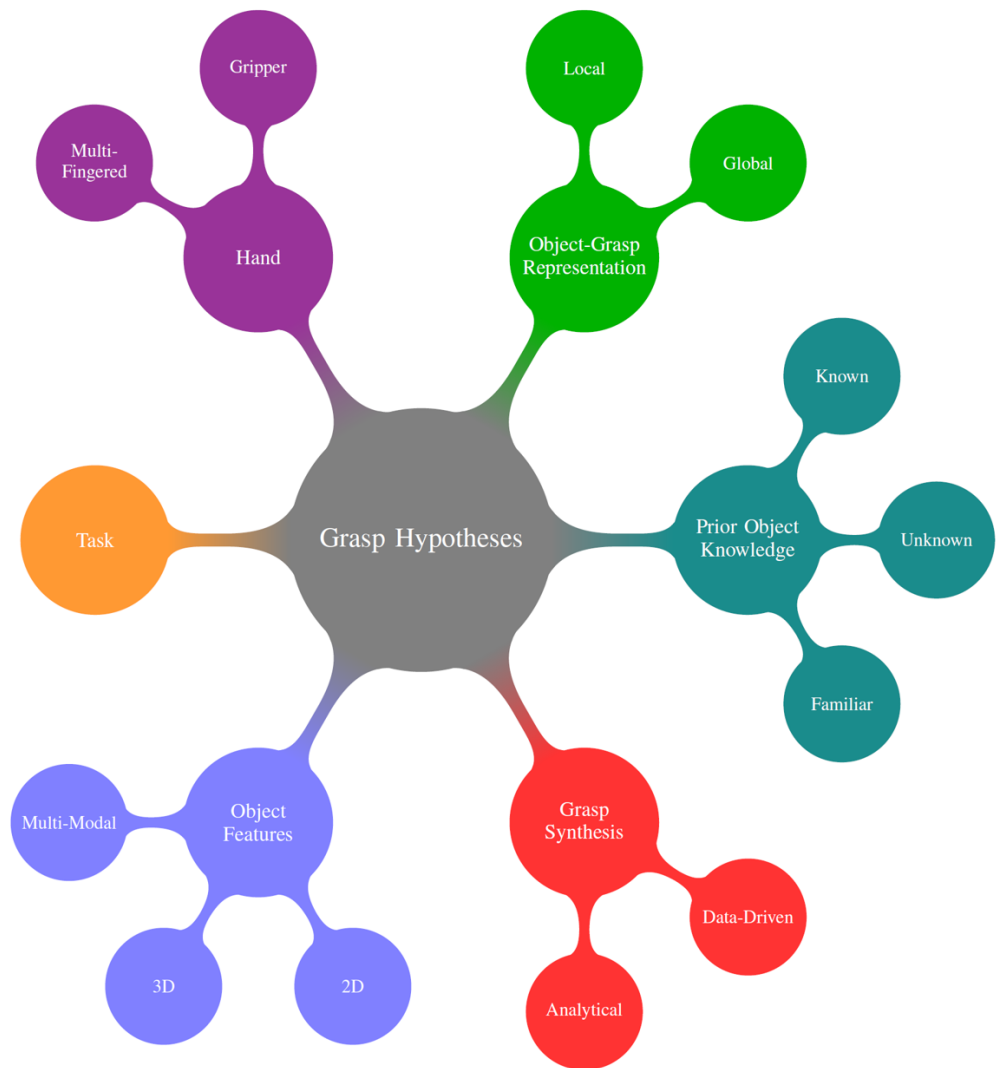 Gripper
Local
Multi-
Fingered
Global
Hand
Object-Grasp
Representation
Known
Grasp Hypotheses
Task
Prior Object
Knowledge
Unknown
Familiar
Multi-Modal
Object
Features
Grasp
Synthesis
Data-Driven
3D
2D
Analytical